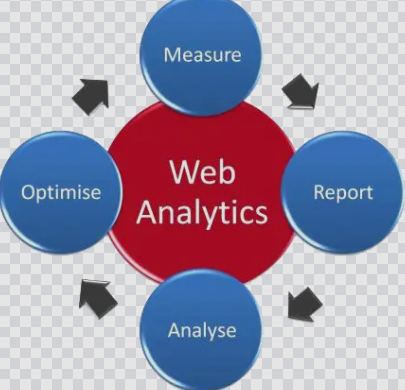 Measure
Optimise
Web
Analytics
Report
Analyse